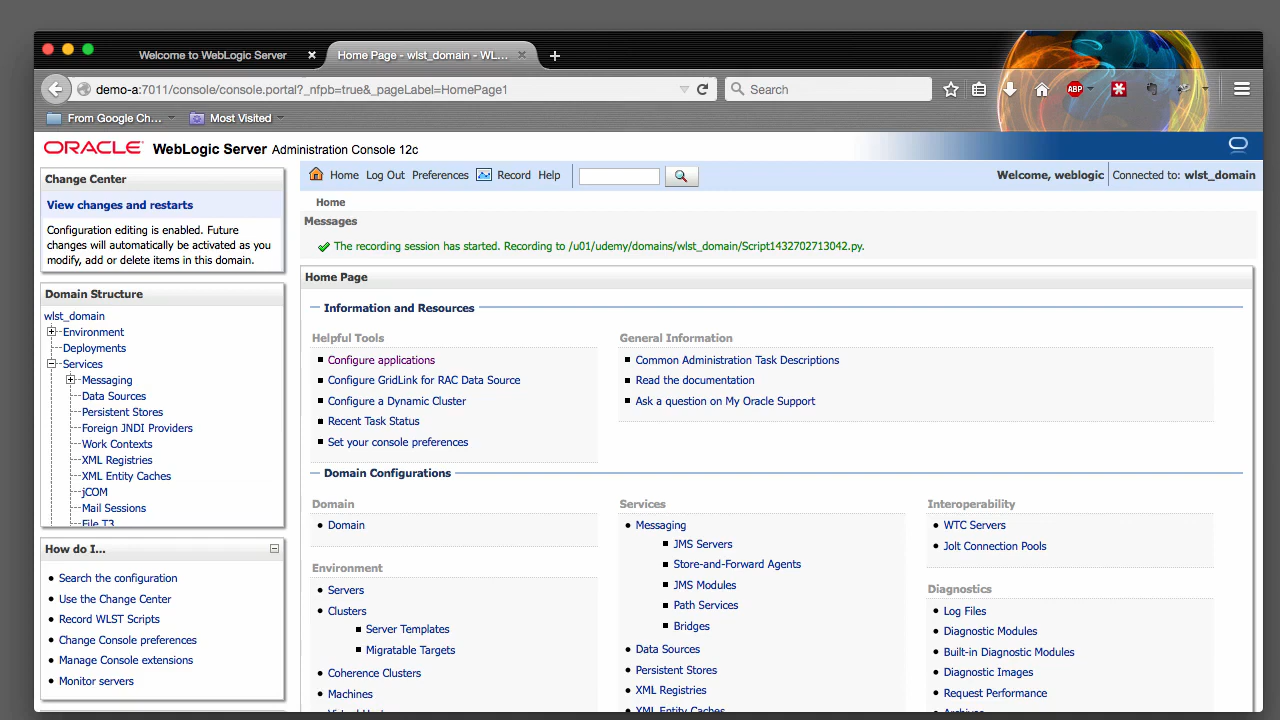 Welcome to WebLogic Server
Home Page - wlst_domain - WL...
demo-a:7011/console/console.portal?_nfpb=true&_pageLabel=HomePage1
Search
ABP
From Google Ch...
Most Visited
ORACLE WebLogic Server Administration Console 12c
Change Center
View changes and restarts
Configuration editing is enabled. Future
changes will automatically be activated as you
modify, add or delete items in this domain.
Domain Structure
wlst_domain
Environment
Deployments
Services
Messaging
Data Sources
Persistent Stores
Foreign JNDI Providers
Work Contexts
XML Registries
XML Entity Caches
jCOM
Mail Sessions
File T3
How do I...
Search the configuration
Use the Change Center
Record WLST Scripts
Change Console preferences
Manage Console extensions
Monitor servers
Home Log Out Preferences Record Help
Welcome, weblogic
Connected to: wlst_domain
Home
Messages
The recording session has started. Recording to /u01/udemy/domains/wlst_domain/Script1432702713042.py.
Home Page
Information and Resources
Helpful Tools
Configure applications
Configure GridLink for RAC Data Source
Configure a Dynamic Cluster
Recent Task Status
Set your console preferences
General Information
Common Administration Task Descriptions
Read the documentation
Ask a question on My Oracle Support
Domain Configurations
Domain
Domain
Environment
Servers
Clusters
Server Templates
Migratable Targets
Coherence Clusters
Machines
Services
Messaging
JMS Servers
Store-and-Forward Agents
JMS Modules
Path Services
Bridges
Data Sources
Persistent Stores
XML Registries
XML Entity Caches
Interoperability
WTC Servers
Jolt Connection Pools
Diagnostics
Log Files
Diagnostic Modules
Built-in Diagnostic Modules
Diagnostic Images
Request Performance